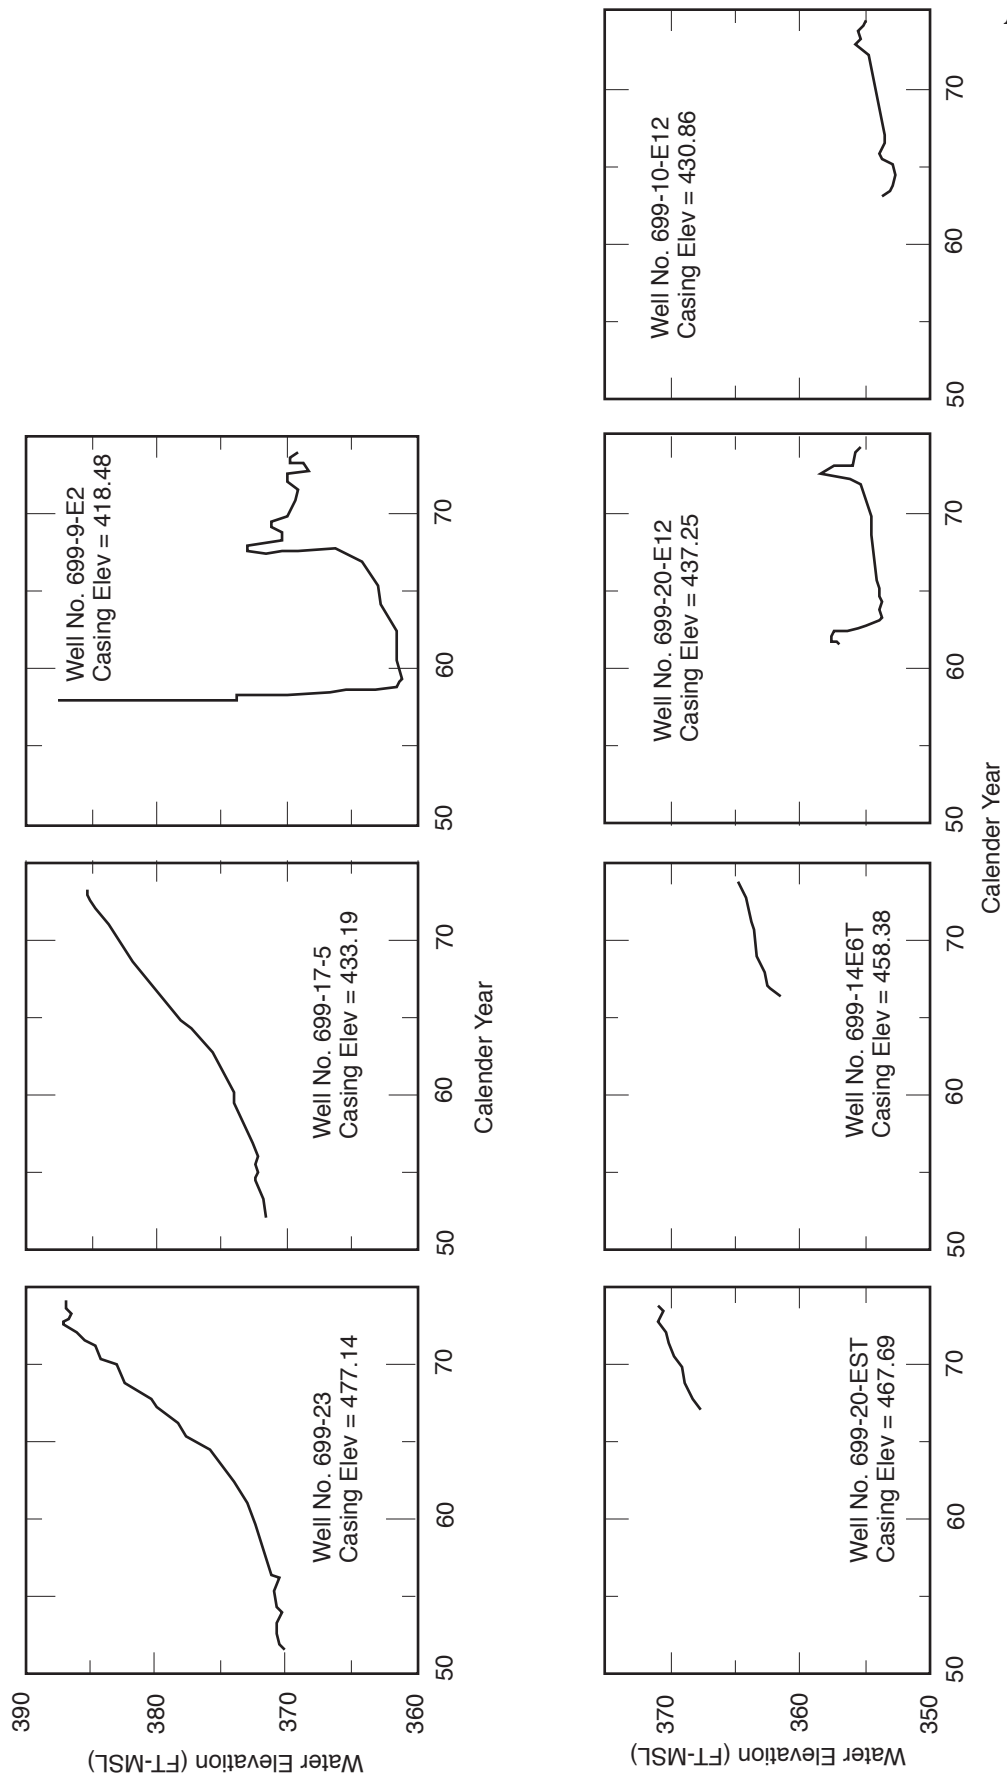 Water Elevation (FT-MSL)
390
380
370
360
Well No. 699-23
Casing Elev = 477.14
50
60
70
Well No. 699-17-5
Casing Elev = 433.19
50
60
70
Well No. 699-9-E2
Casing Elev = 418.48
50
60
70
Calender Year
Water Elevation (FT-MSL)
370
360
350
Well No. 699-20-EST
Casing Elev = 467.69
50
60
70
Well No. 699-14E6T
Casing Elev = 458.38
50
60
70
Well No. 699-20-E12
Casing Elev = 437.25
50
60
70
Well No. 699-10-E12
Casing Elev = 430.86
50
60
70
Calender Year